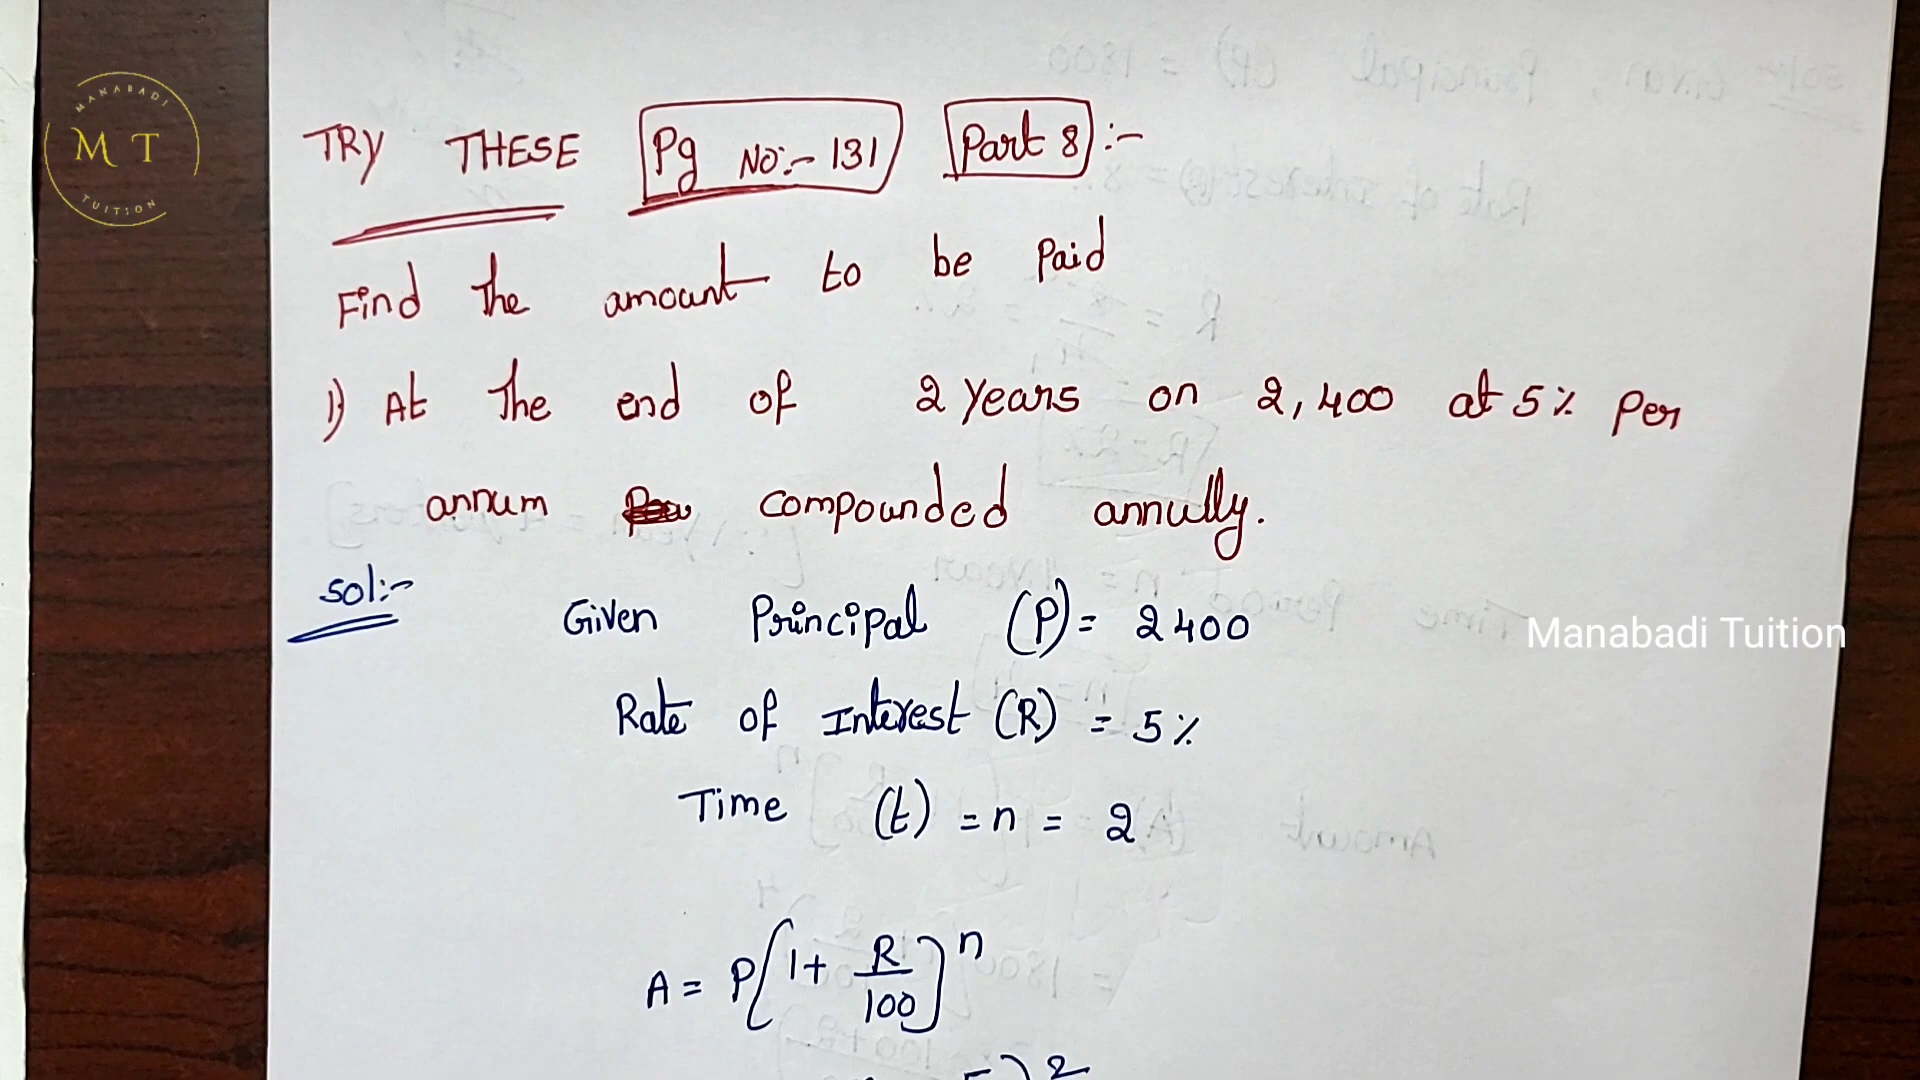 MANABADI
M T
TUITION
TRY THESE Pg NO:- 131 Part 8 :-
Find the amount to be Paid
1) At the end of 2 years on 2,400 at 5% Per
annum compounded annully.
Sol:-
Given Principal (P) = 2400
Manabadi Tuition
Rate of Interest (R) = 5%
Time (t) = n = 2
A = P[1 + R/100]^n
5)2